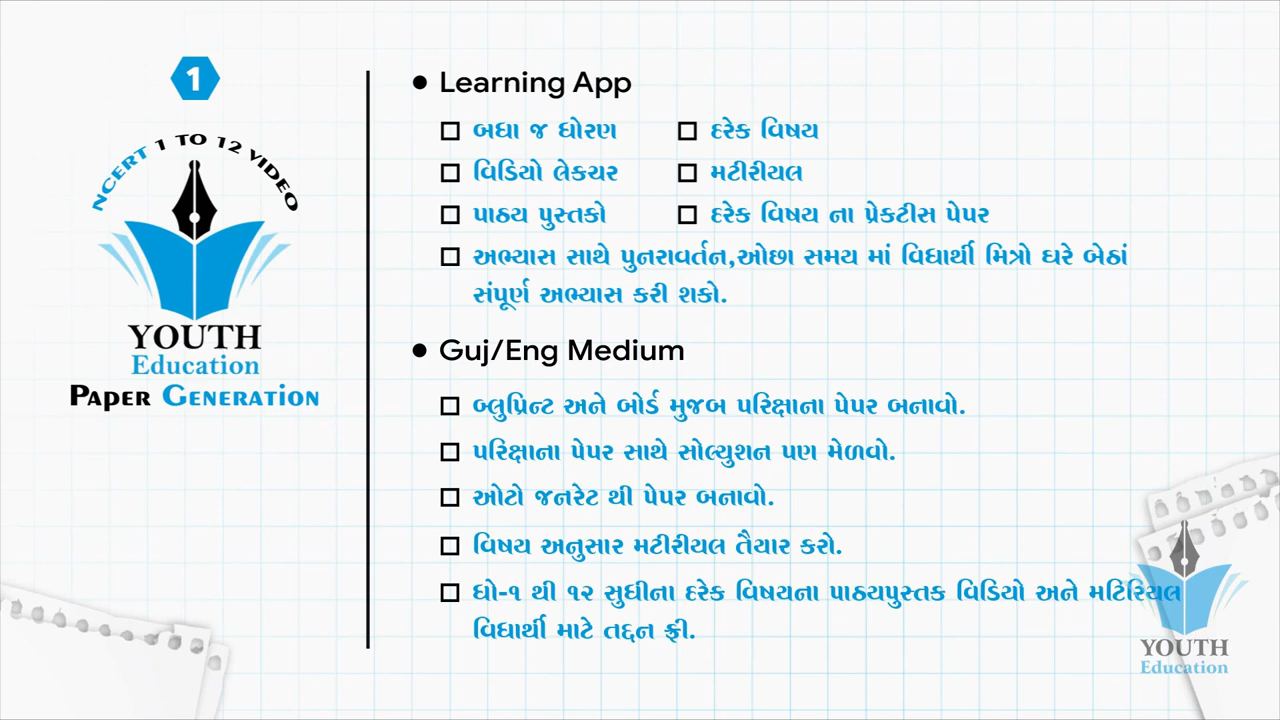 1
NCERT 1 TO 12 VIDEO
YOUTH
Education
PAPER GENERATION
● Learning App
□ બધા જ ધોરણ □ દરેક વિષય
□ વિડિયો લેકચર □ મટીરીયલ
□ પાઠય પુસ્તકો □ દરેક વિષય ના પ્રેકટીસ પેપર
□ અભ્યાસ સાથે પુનરાવર્તન,ઓછા સમય માં વિધાર્થી મિત્રો ઘરે બેઠાં
સંપૂર્ણ અભ્યાસ કરી શકો.
● Guj/Eng Medium
□ બ્લુપ્રિન્ટ અને બોર્ડ મુજબ પરિક્ષાના પેપર બનાવો.
□ પરિક્ષાના પેપર સાથે સોલ્યુશન પણ મેળવો.
□ ઓટો જનરેટ થી પેપર બનાવો.
□ વિષય અનુસાર મટીરીયલ તૈયાર કરો.
□ ધો-૧ થી ૧૨ સુધીના દરેક વિષયના પાઠયપુસ્તક વિડિયો અને મટિરિયલ
વિધાર્થી માટે તદ્દન ફ્રી.
YOUTH
Education